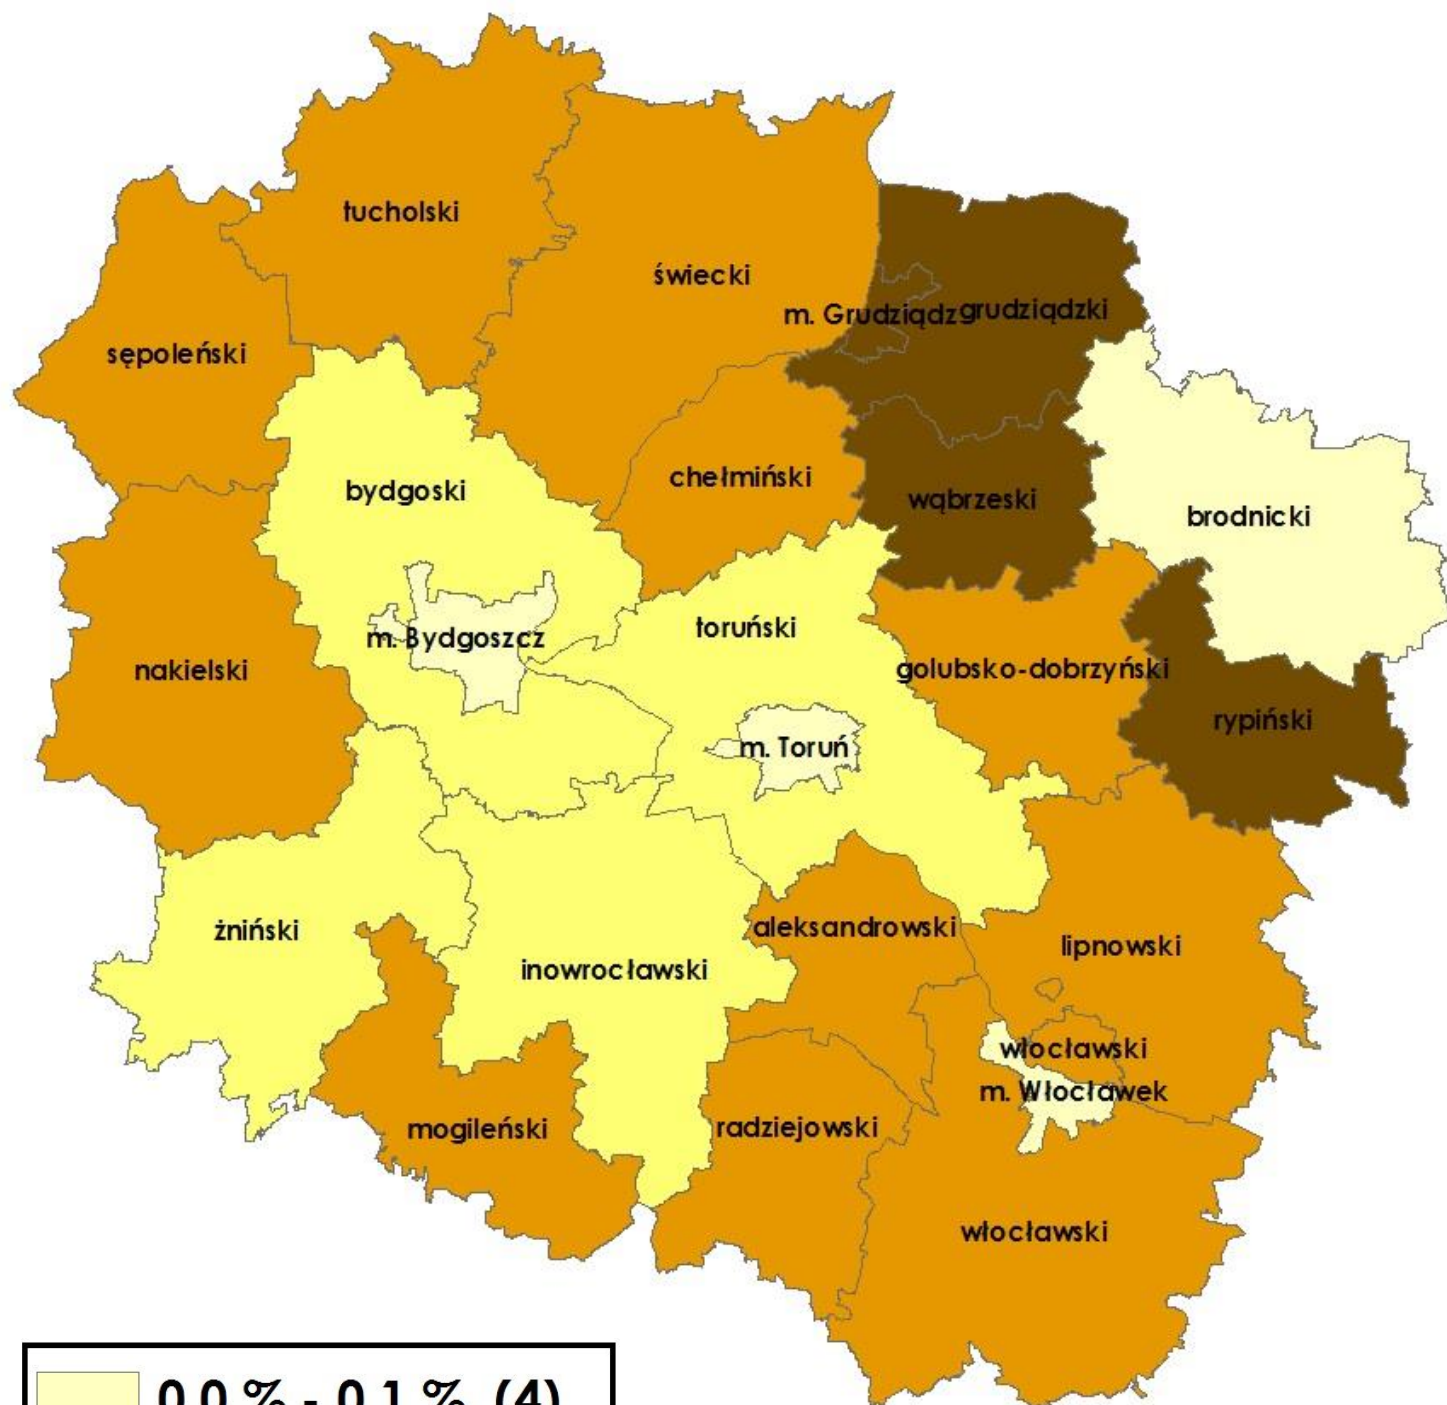 tucholski
świecki
m. Grudziądz
grudziądzki
sępoleński
chełmiński
bydgoski
wąbrzeski
brodnicki
m. Bydgoszcz
toruński
nakielski
golubsko-dobrzyński
rypiński
m. Toruń
żniński
aleksandrowski
lipnowski
inowrocławski
włocławski
m. Włocławek
mogileński
radziejowski
włocławski
0,0 % - 0,1 % (4)